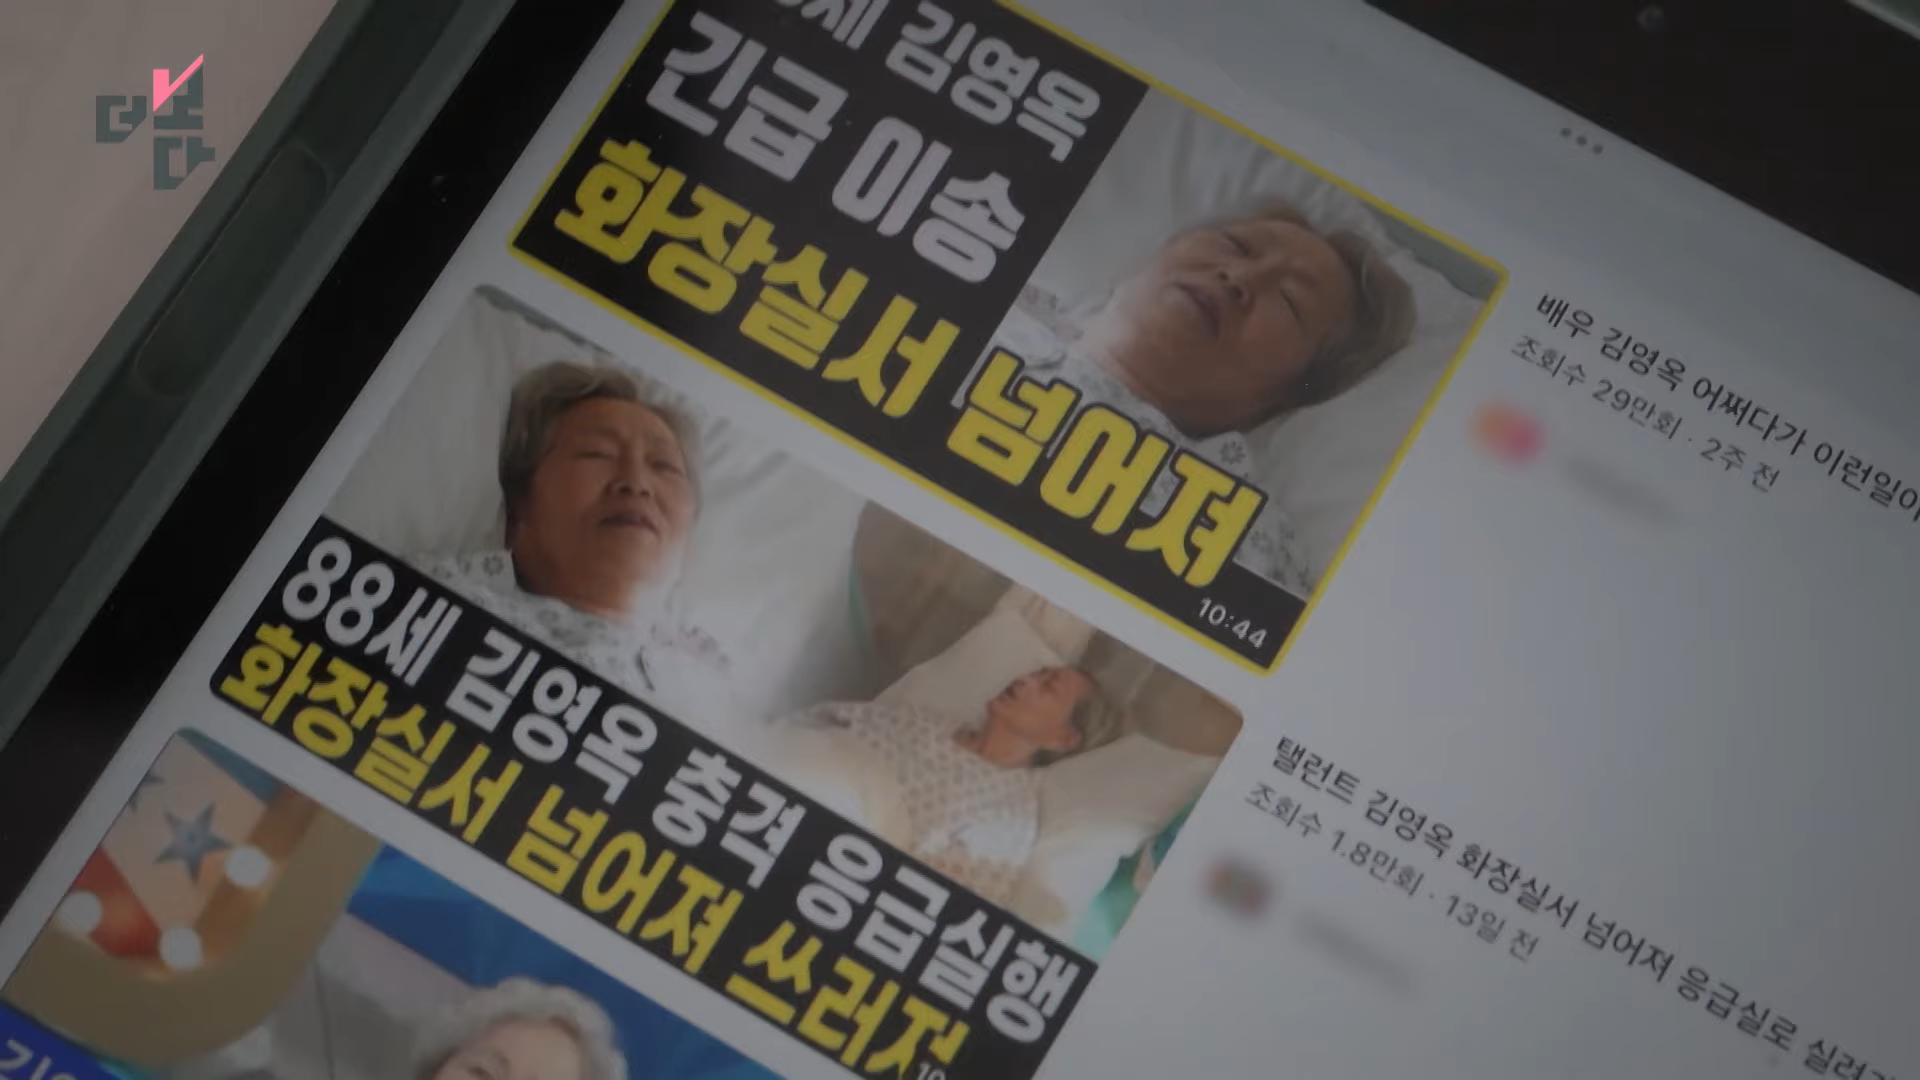 더 보다
김영옥
긴급 이송
화장실서 넘어져
10:44
배우 김영옥 어쩌다가 이런일이
조회수 29만회 · 2주 전
88세 김영옥 충격 응급실행
화장실서 넘어져 쓰러져
탤런트 김영옥 화장실서 넘어져 응급실로
조회수 1.8만회 · 13일 전